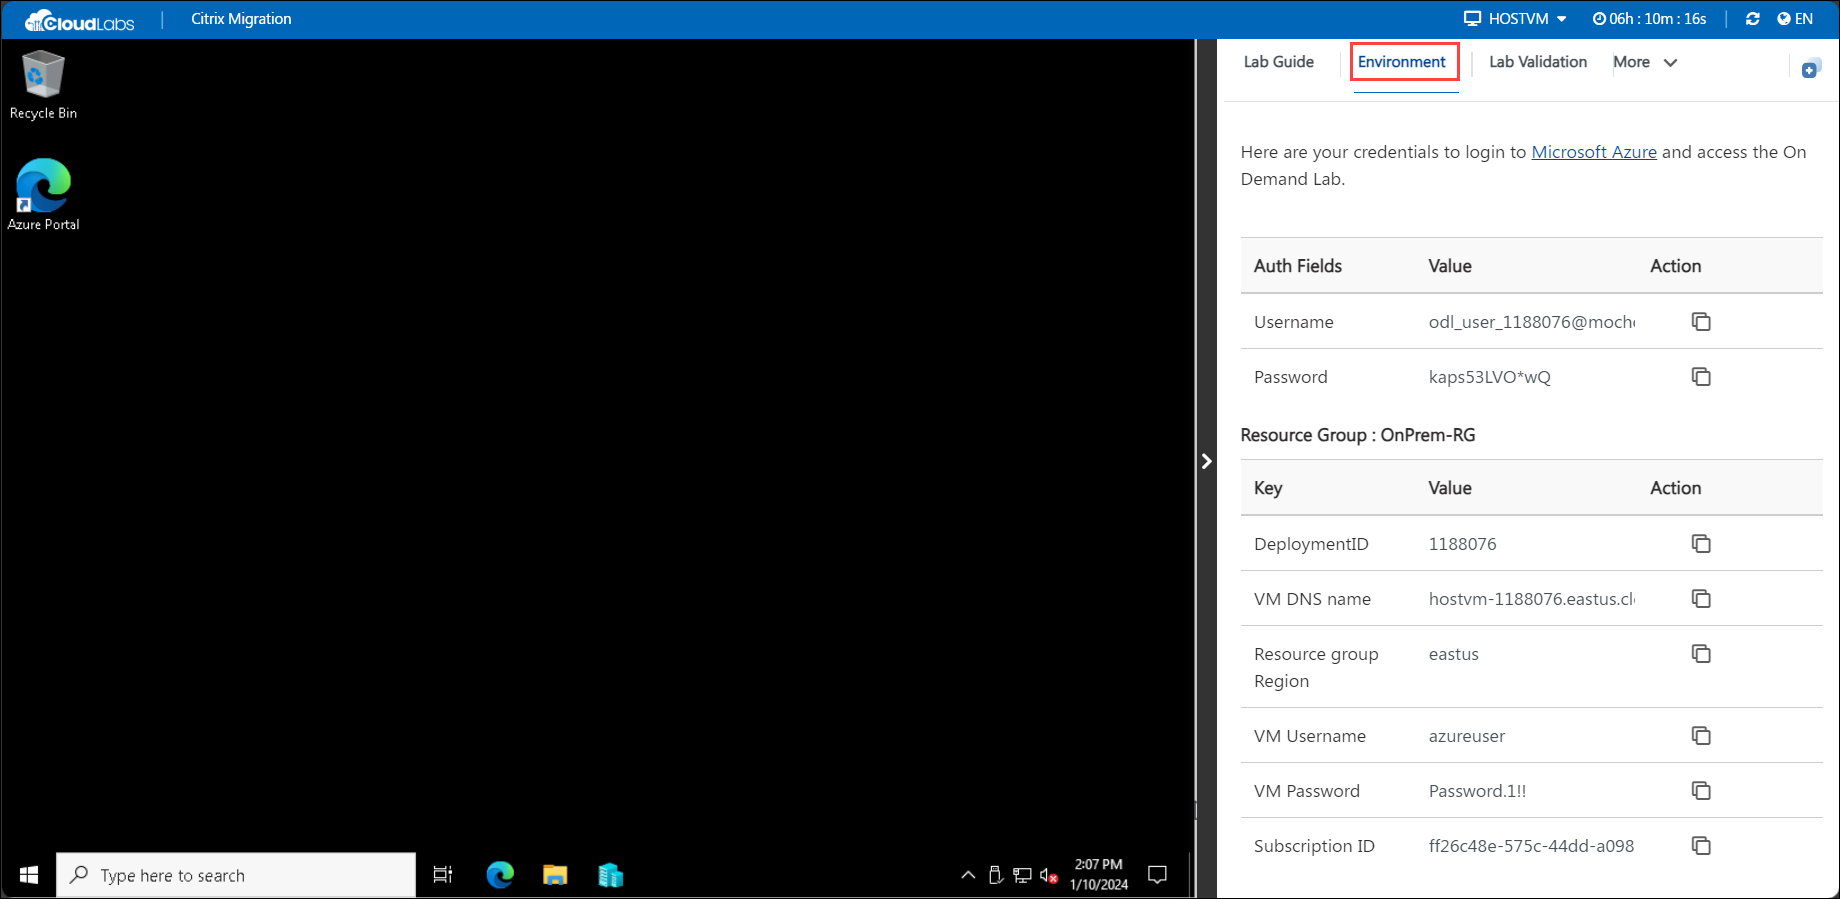 CloudLabs
Citrix Migration
HOSTVM
06h : 10m : 16s
EN
Recycle Bin
Azure Portal
Lab Guide
Environment
Lab Validation
More
Here are your credentials to login to Microsoft Azure and access the On
Demand Lab.
Auth Fields Value Action
Username odl_user_1188076@moch
Password kaps53LVO*wQ
Resource Group : OnPrem-RG
Key Value Action
DeploymentID 1188076
VM DNS name hostvm-1188076.eastus.cl
Resource group eastus
Region
VM Username azureuser
VM Password Password.1!!
Subscription ID ff26c48e-575c-44dd-a098
Type here to search
2:07 PM
1/10/2024